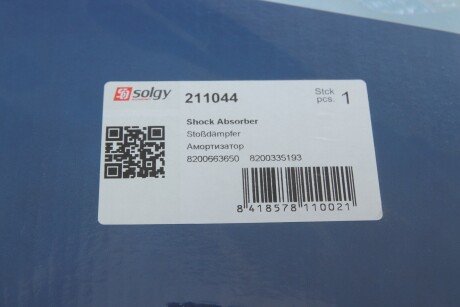 solgy 211044 Stck pcs. 1
Shock Absorber
Stoßdämpfer
Амортизатор
8200663650 8200335193
8 418578 110021